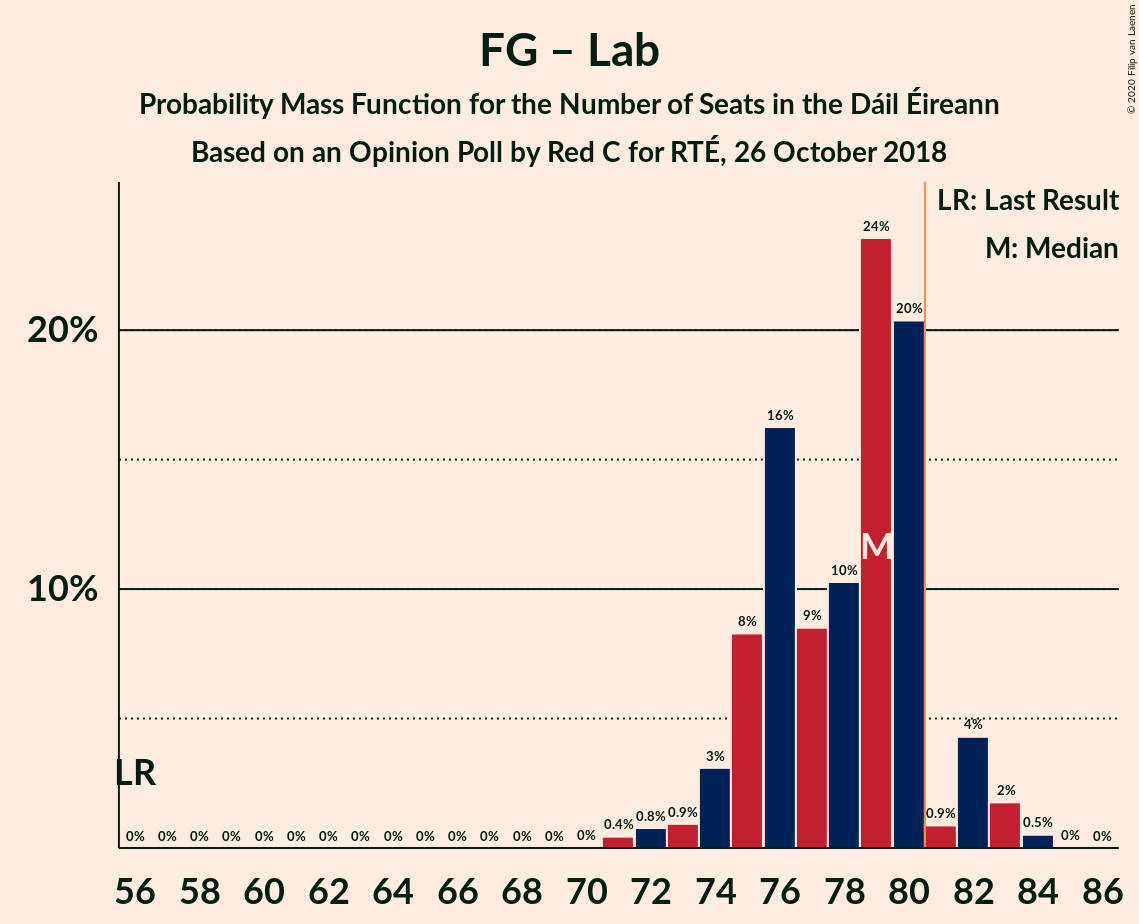 FG – Lab
Probability Mass Function for the Number of Seats in the Dáil Éireann
Based on an Opinion Poll by Red C for RTÉ, 26 October 2018
© 2020 Filip van Laenen
LR: Last Result
M: Median
24%
20%
20%
16%
10%
10%
9%
8%
M
4%
3%
2%
LR
0% 0% 0% 0% 0% 0% 0% 0% 0% 0% 0% 0% 0% 0% 0% 0.4% 0.8% 0.9% 0.9% 0.5% 0% 0%
56 58 60 62 64 66 68 70 72 74 76 78 80 82 84 86